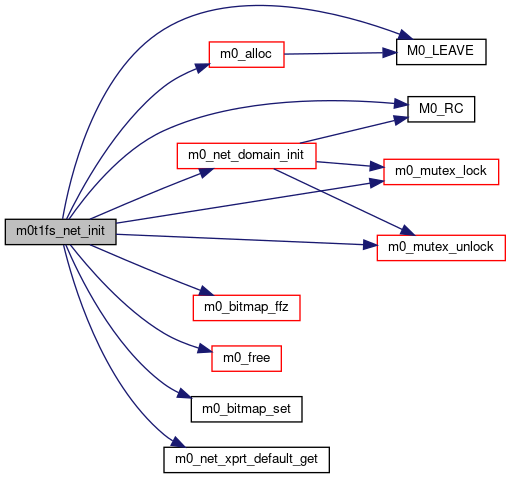 M0_LEAVE
m0_alloc
M0_RC
m0_net_domain_init
m0_mutex_lock
m0t1fs_net_init
m0_mutex_unlock
m0_bitmap_ffz
m0_free
m0_bitmap_set
m0_net_xprt_default_get